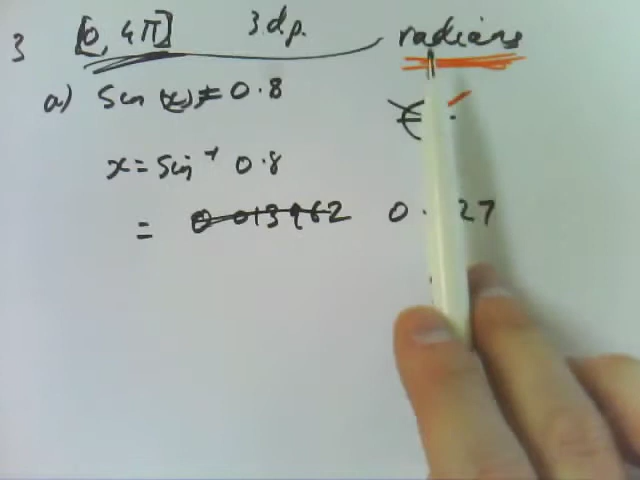 3 [0, 4π] 3 d.p. radians
a) Sin (x) = 0.8
x = Sin⁻¹ 0.8
= 0.013962 0. 27